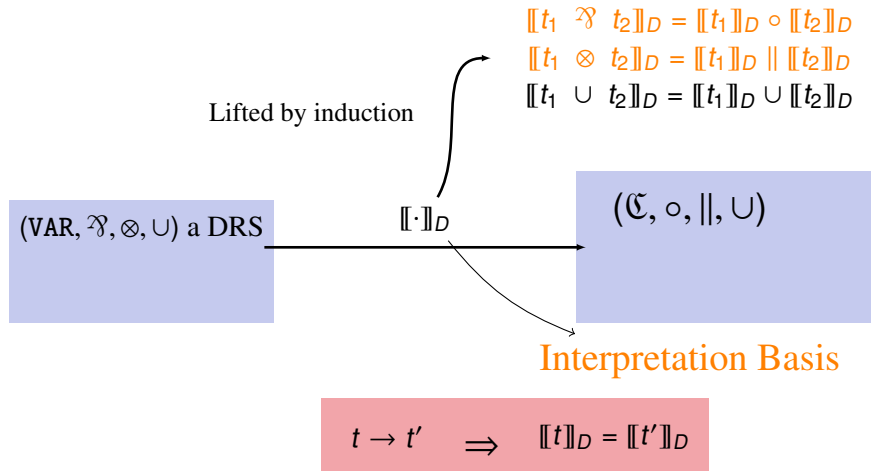 ⟦t₁ ⅋ t₂⟧D = ⟦t₁⟧D ∘ ⟦t₂⟧D
⟦t₁ ⊗ t₂⟧D = ⟦t₁⟧D || ⟦t₂⟧D
⟦t₁ ∪ t₂⟧D = ⟦t₁⟧D ∪ ⟦t₂⟧D
Lifted by induction
(VAR, ⅋, ⊗, ∪) a DRS
⟦·⟧D
(ℭ, ∘, ||, ∪)
Interpretation Basis
t → t′ ⇒ ⟦t⟧D = ⟦t′⟧D